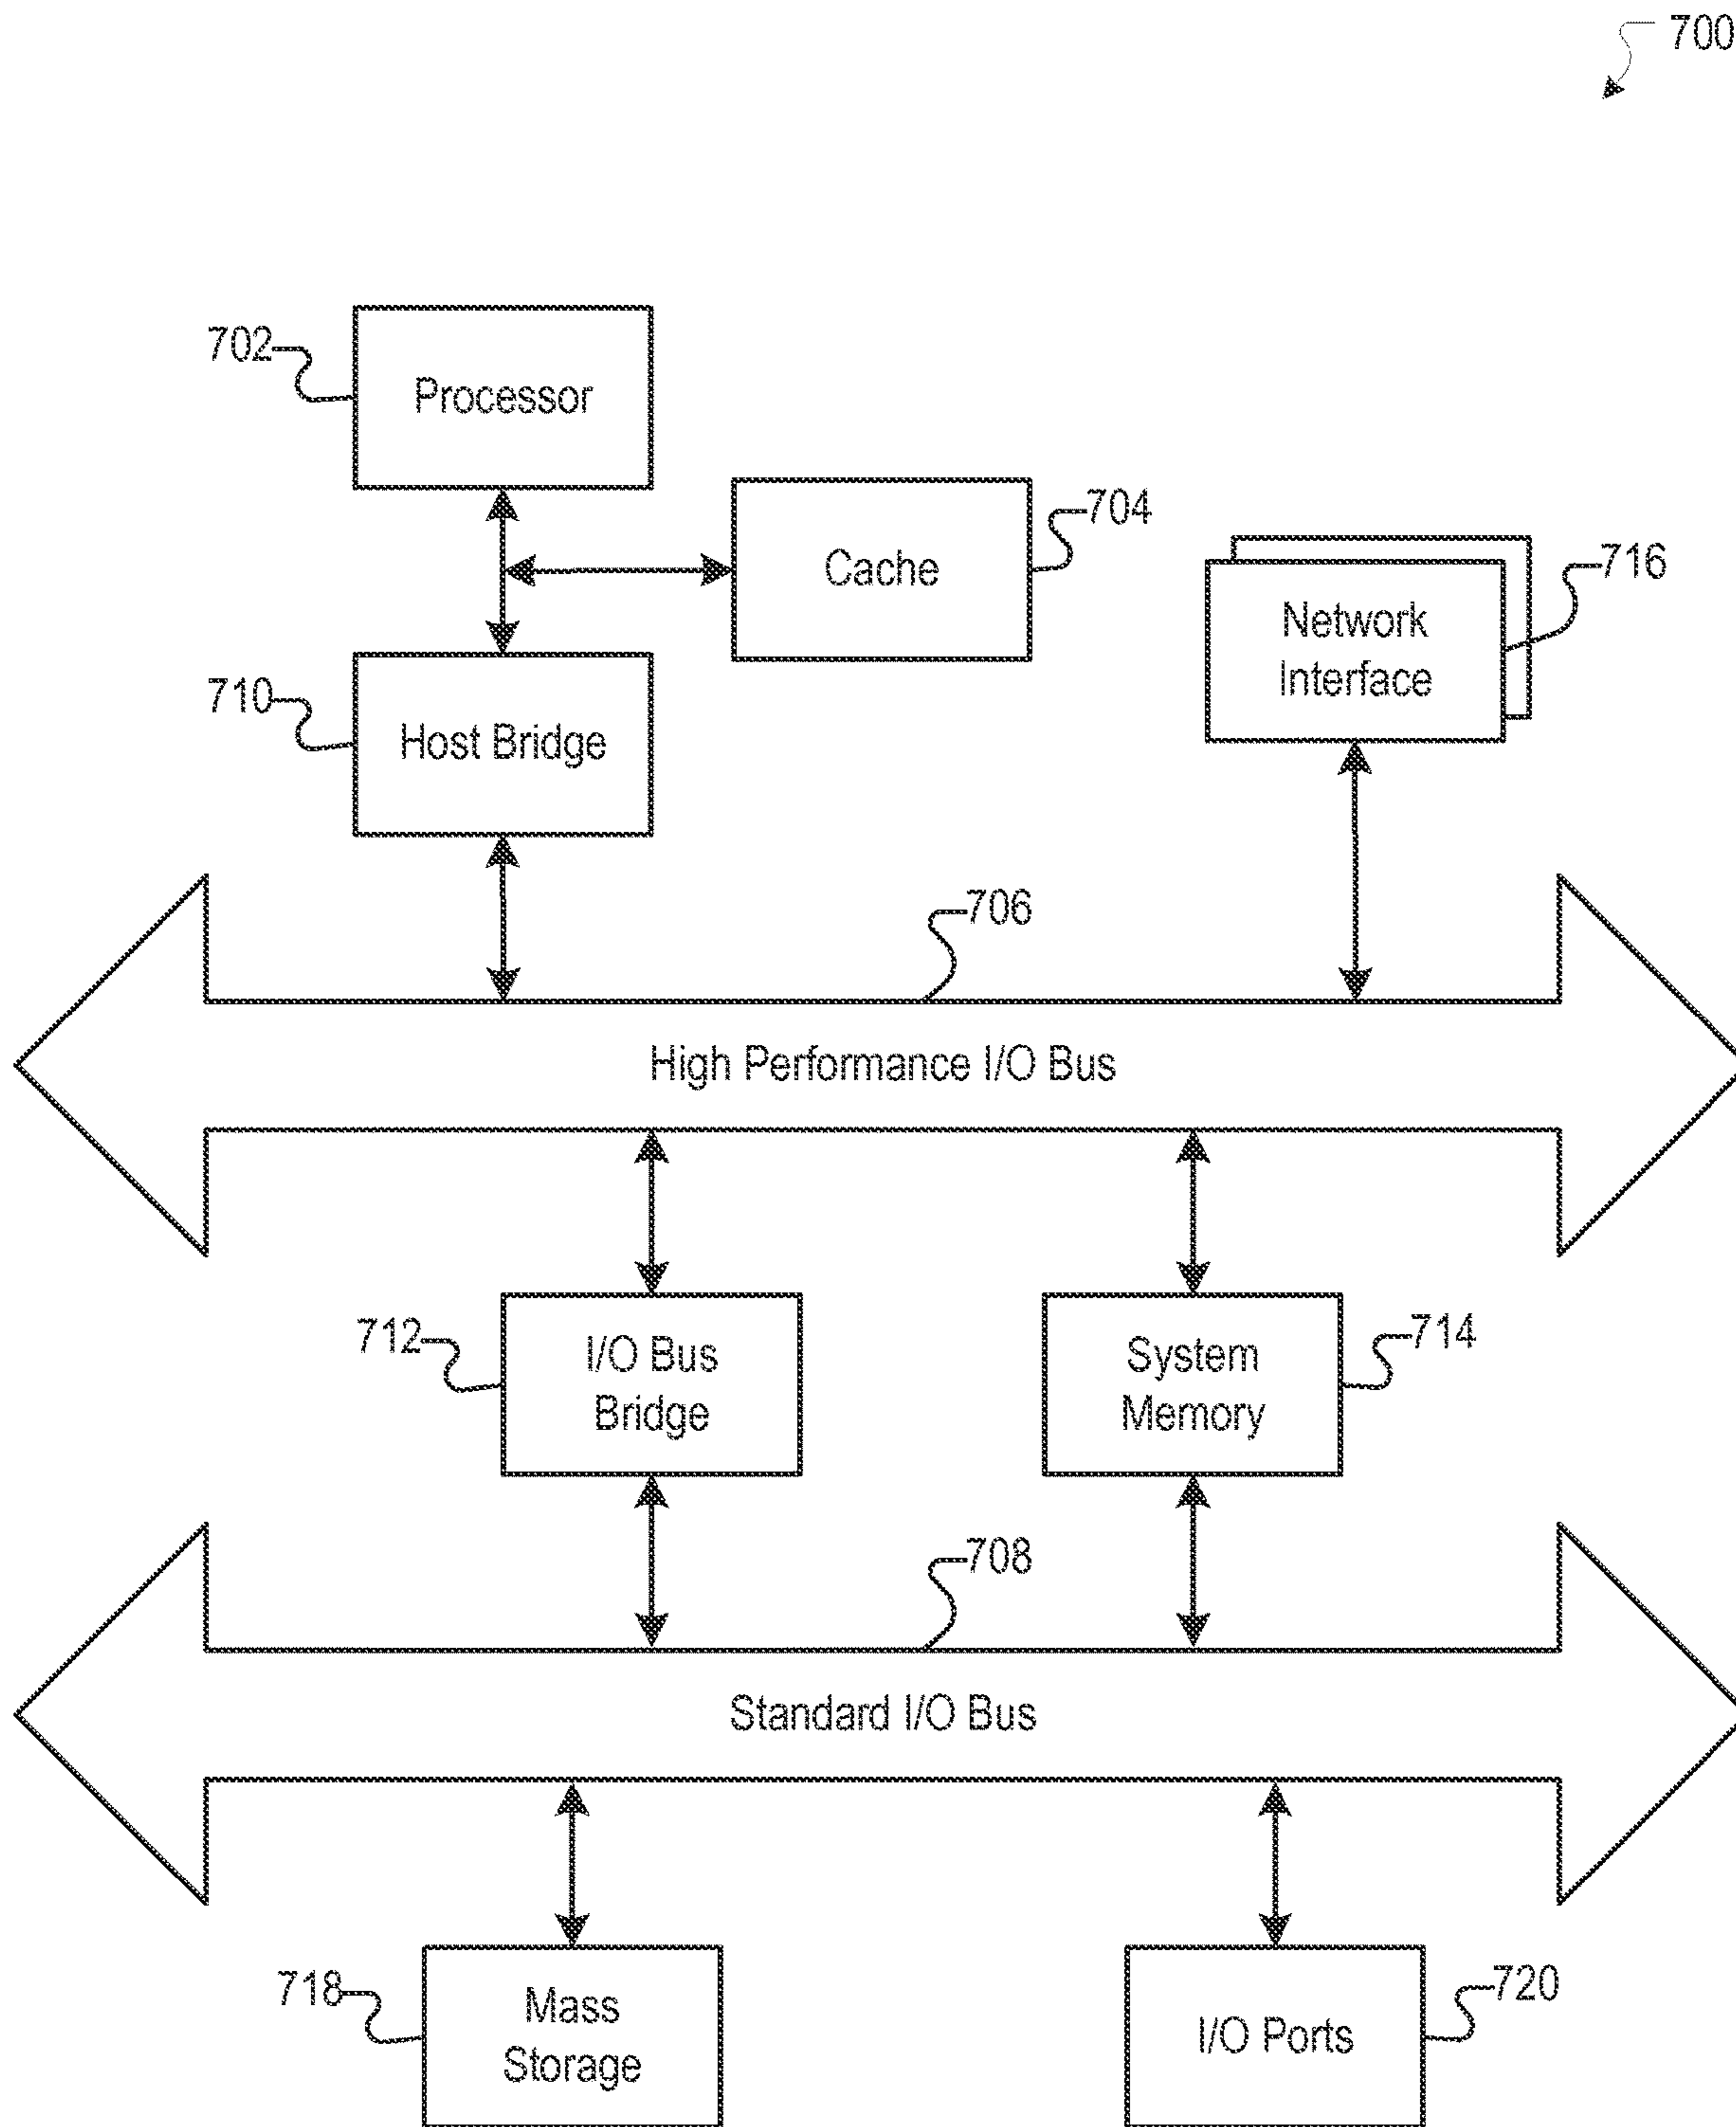 700
702
Processor
704
Cache
716
Network
Interface
710
Host Bridge
706
High Performance I/O Bus
712
I/O Bus
Bridge
System
Memory
714
708
Standard I/O Bus
718
Mass
Storage
I/O Ports
720